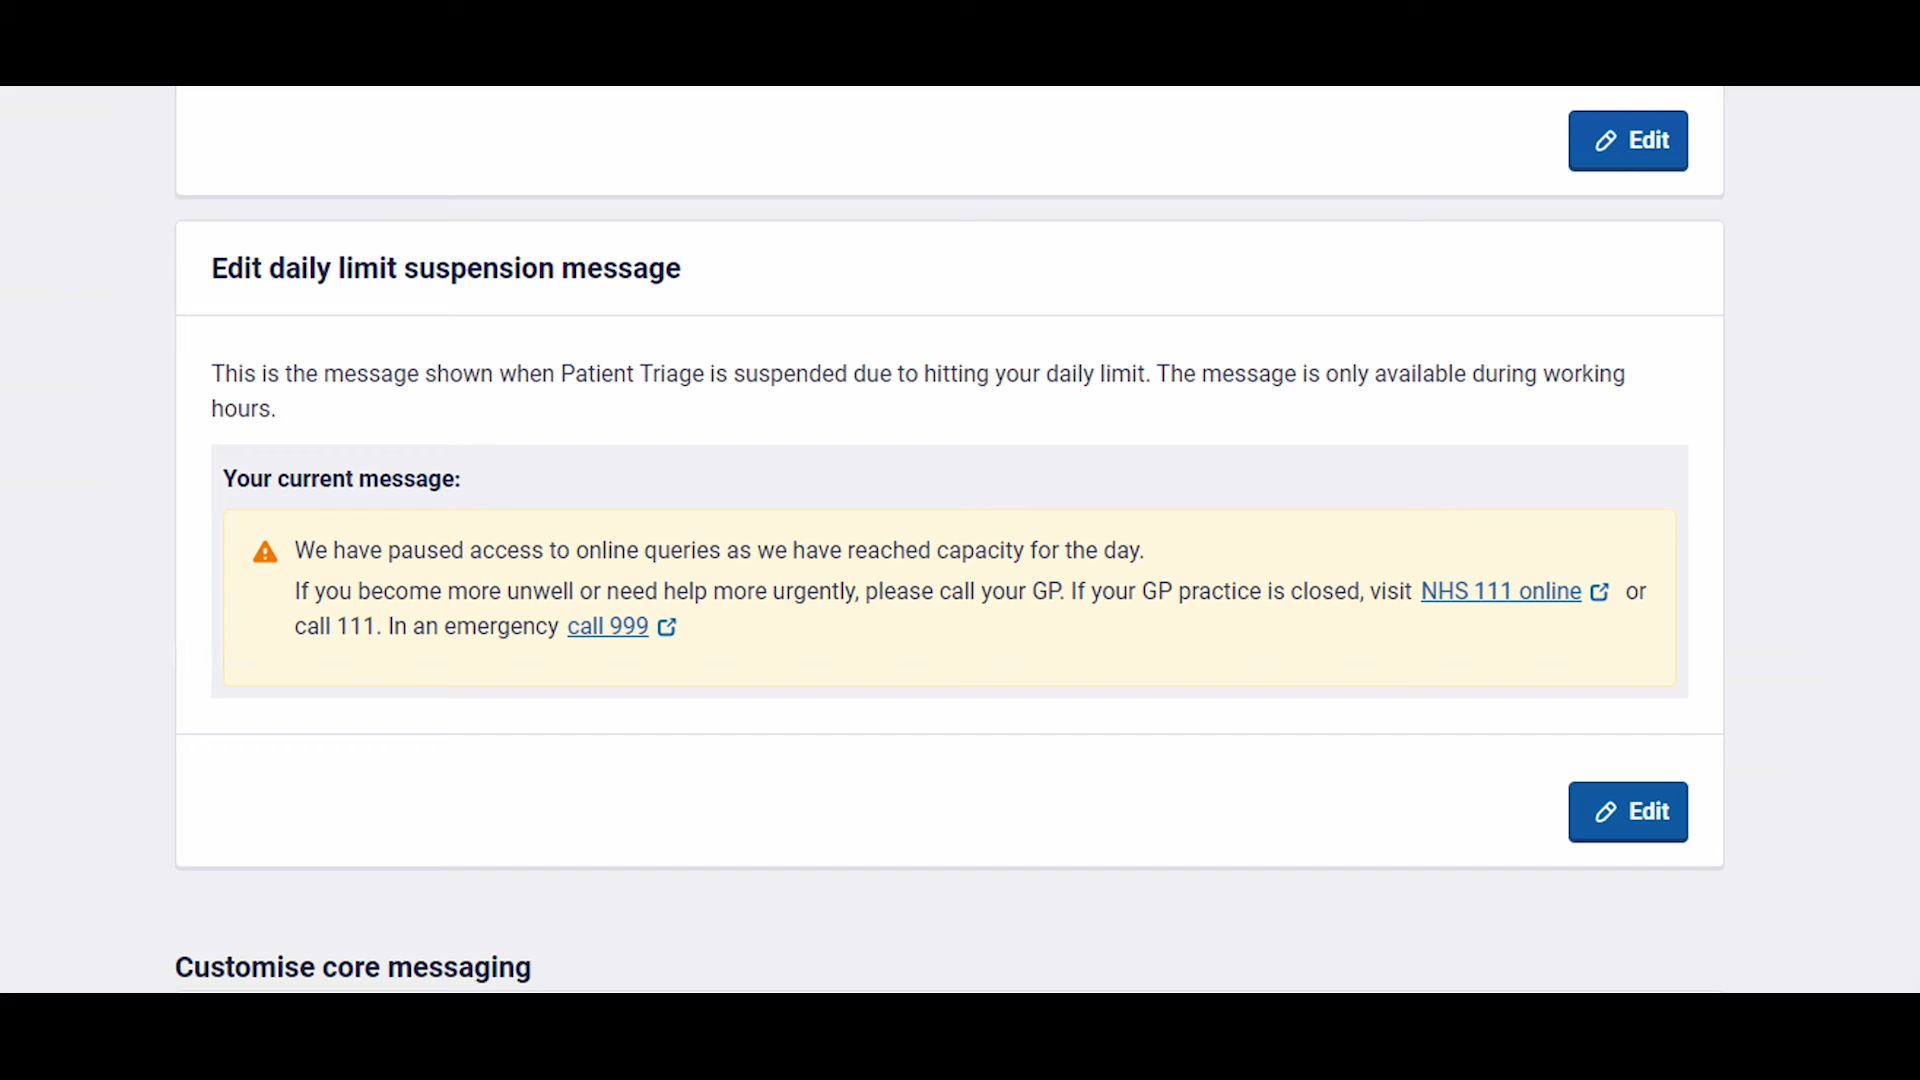 Edit
Edit daily limit suspension message
This is the message shown when Patient Triage is suspended due to hitting your daily limit. The message is only available during working
hours.
Your current message:
We have paused access to online queries as we have reached capacity for the day.
If you become more unwell or need help more urgently, please call your GP. If your GP practice is closed, visit NHS 111 online or
call 111. In an emergency call 999
Edit
Customise core messaging